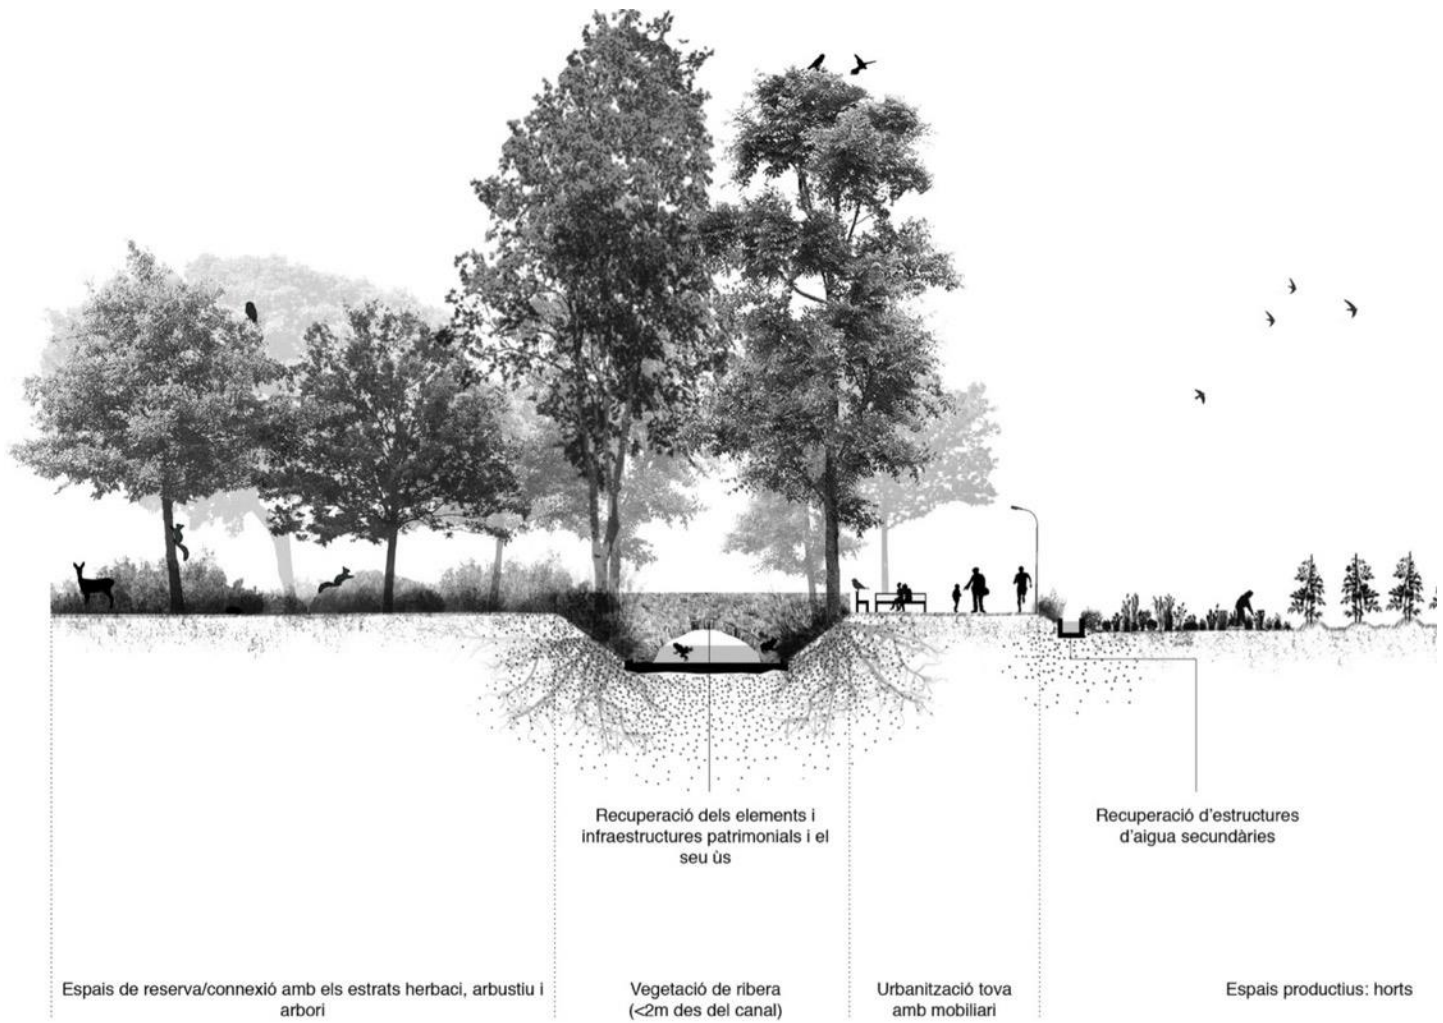 Recuperació dels elements i
infraestructures patrimonials i el
seu ùs
Recuperació d'estructures
d'aigua secundàries
Espais de reserva/connexió amb els estrats herbaci, arbustiu i
arbori
Vegetació de ribera
(<2m des del canal)
Urbanització tova
amb mobiliari
Espais productius: horts